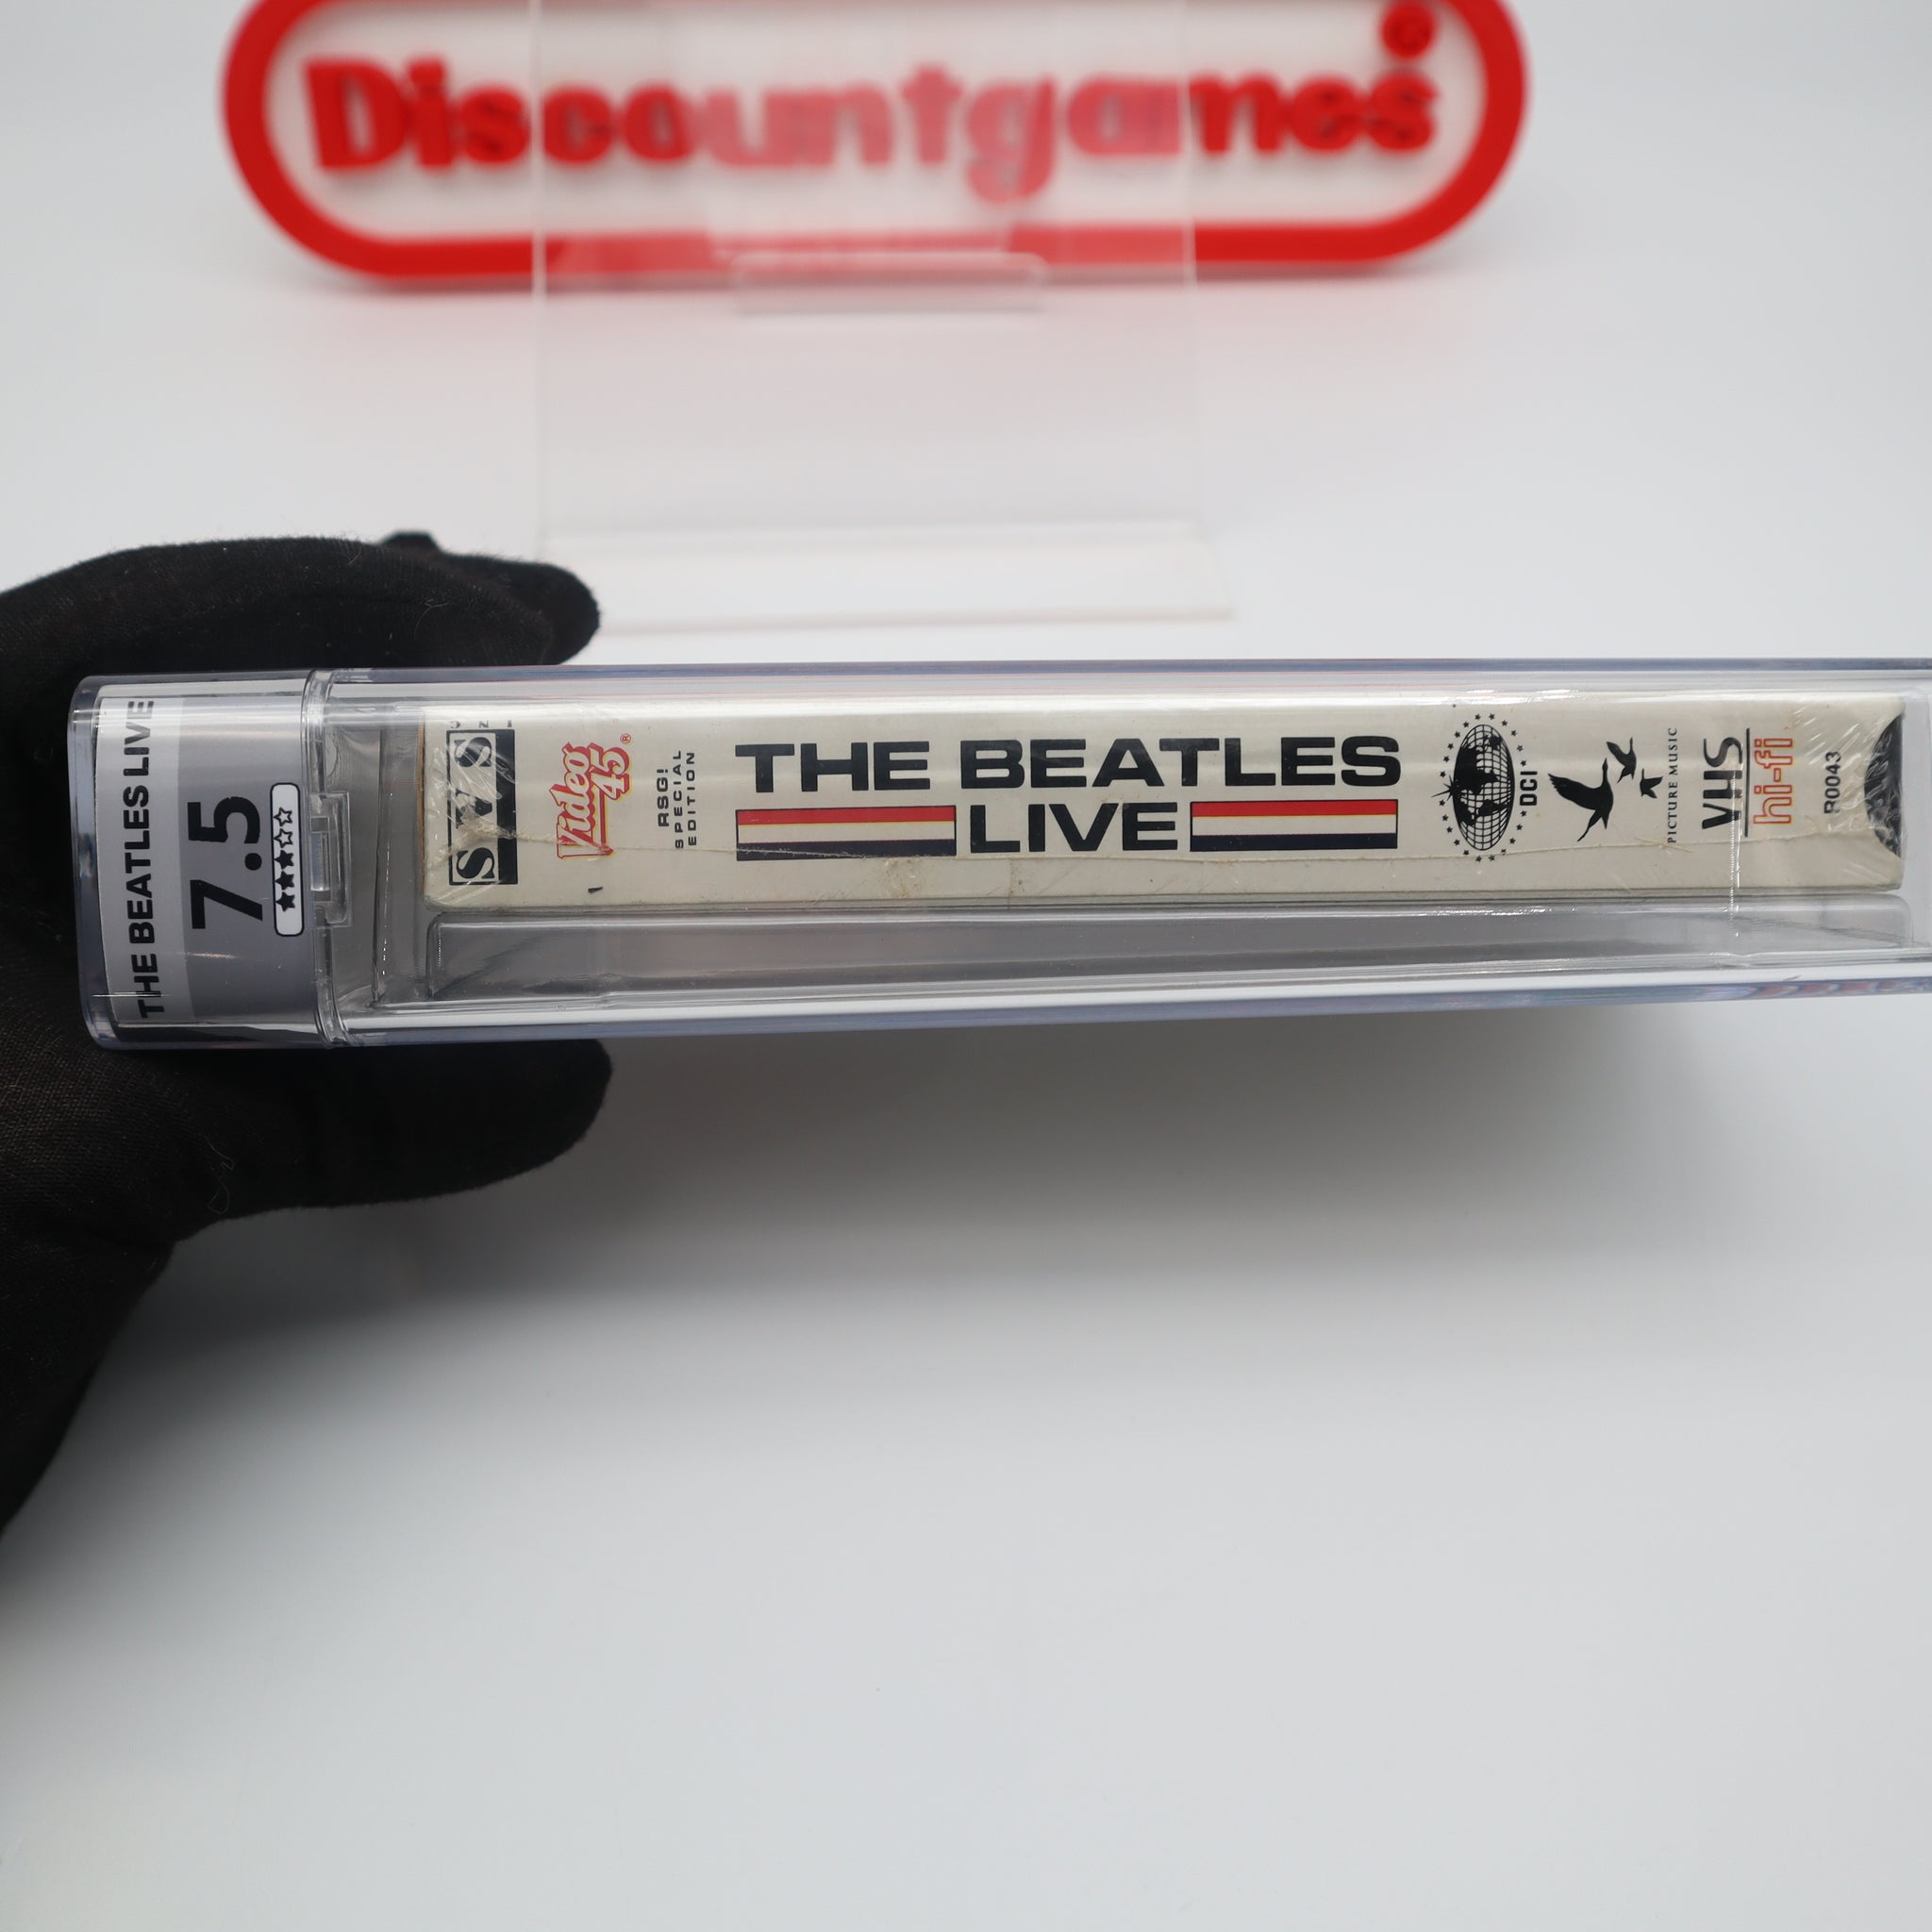 Discountgames
THE BEATLES LIVE
7.5
SVS
Video
45®
RSG!
SPECIAL
EDITION
THE BEATLES
LIVE
DCI
PICTURE MUSIC
VHS
hi-fi
R0043